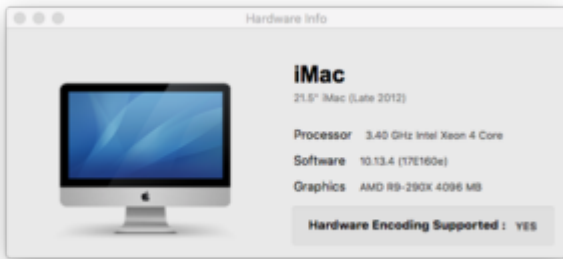 Hardware Info
iMac
21.5" iMac (Late 2012)
Processor 3.40 GHz Intel Xeon 4 Core
Software 10.13.4 (17E160e)
Graphics AMD R9-290X 4096 MB
Hardware Encoding Supported : YES